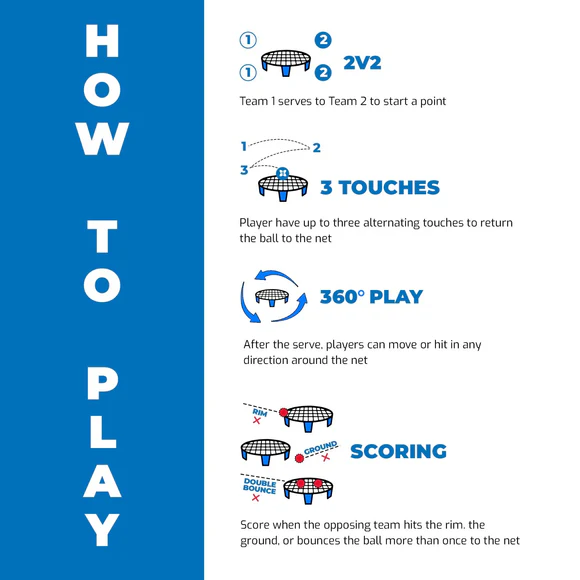 HOW TO PLAY
1 2
1 2
2V2
Team 1 serves to Team 2 to start a point
1 2
3
3 TOUCHES
Player have up to three alternating touches to return
the ball to the net
360° PLAY
After the serve, players can move or hit in any
direction around the net
RIM
GROUND
DOUBLE
BOUNCE
SCORING
Score when the opposing team hits the rim. the
ground, or bounces the ball more than once to the net